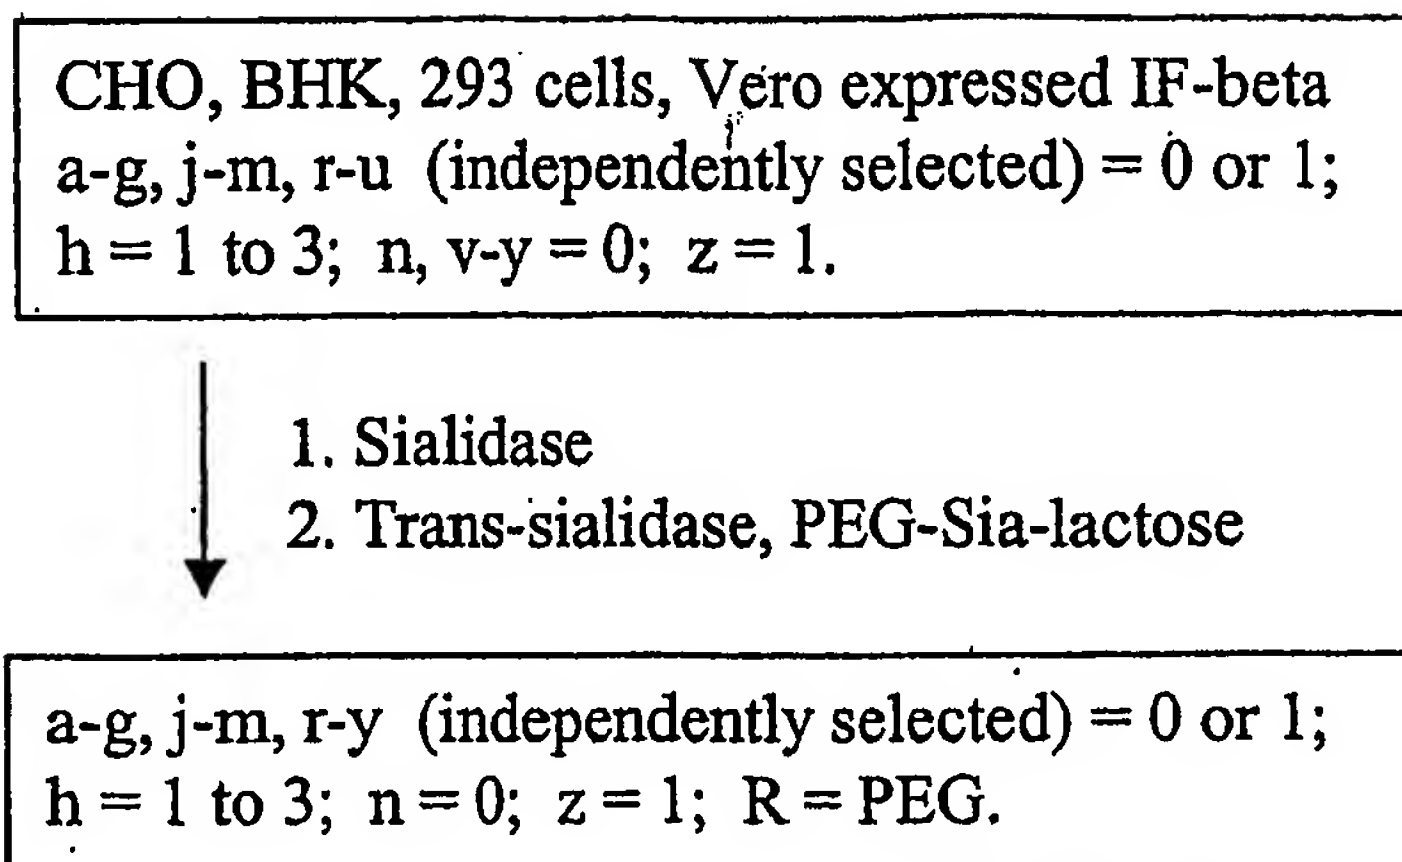 CHO, BHK, 293 cells, Vero expressed IF-beta
a-g, j-m, r-u (independently selected) = 0 or 1;
h = 1 to 3; n, v-y = 0; z = 1.
1. Sialidase
2. Trans-sialidase, PEG-Sia-lactose
a-g, j-m, r-y (independently selected) = 0 or 1;
h = 1 to 3; n = 0; z = 1; R = PEG.